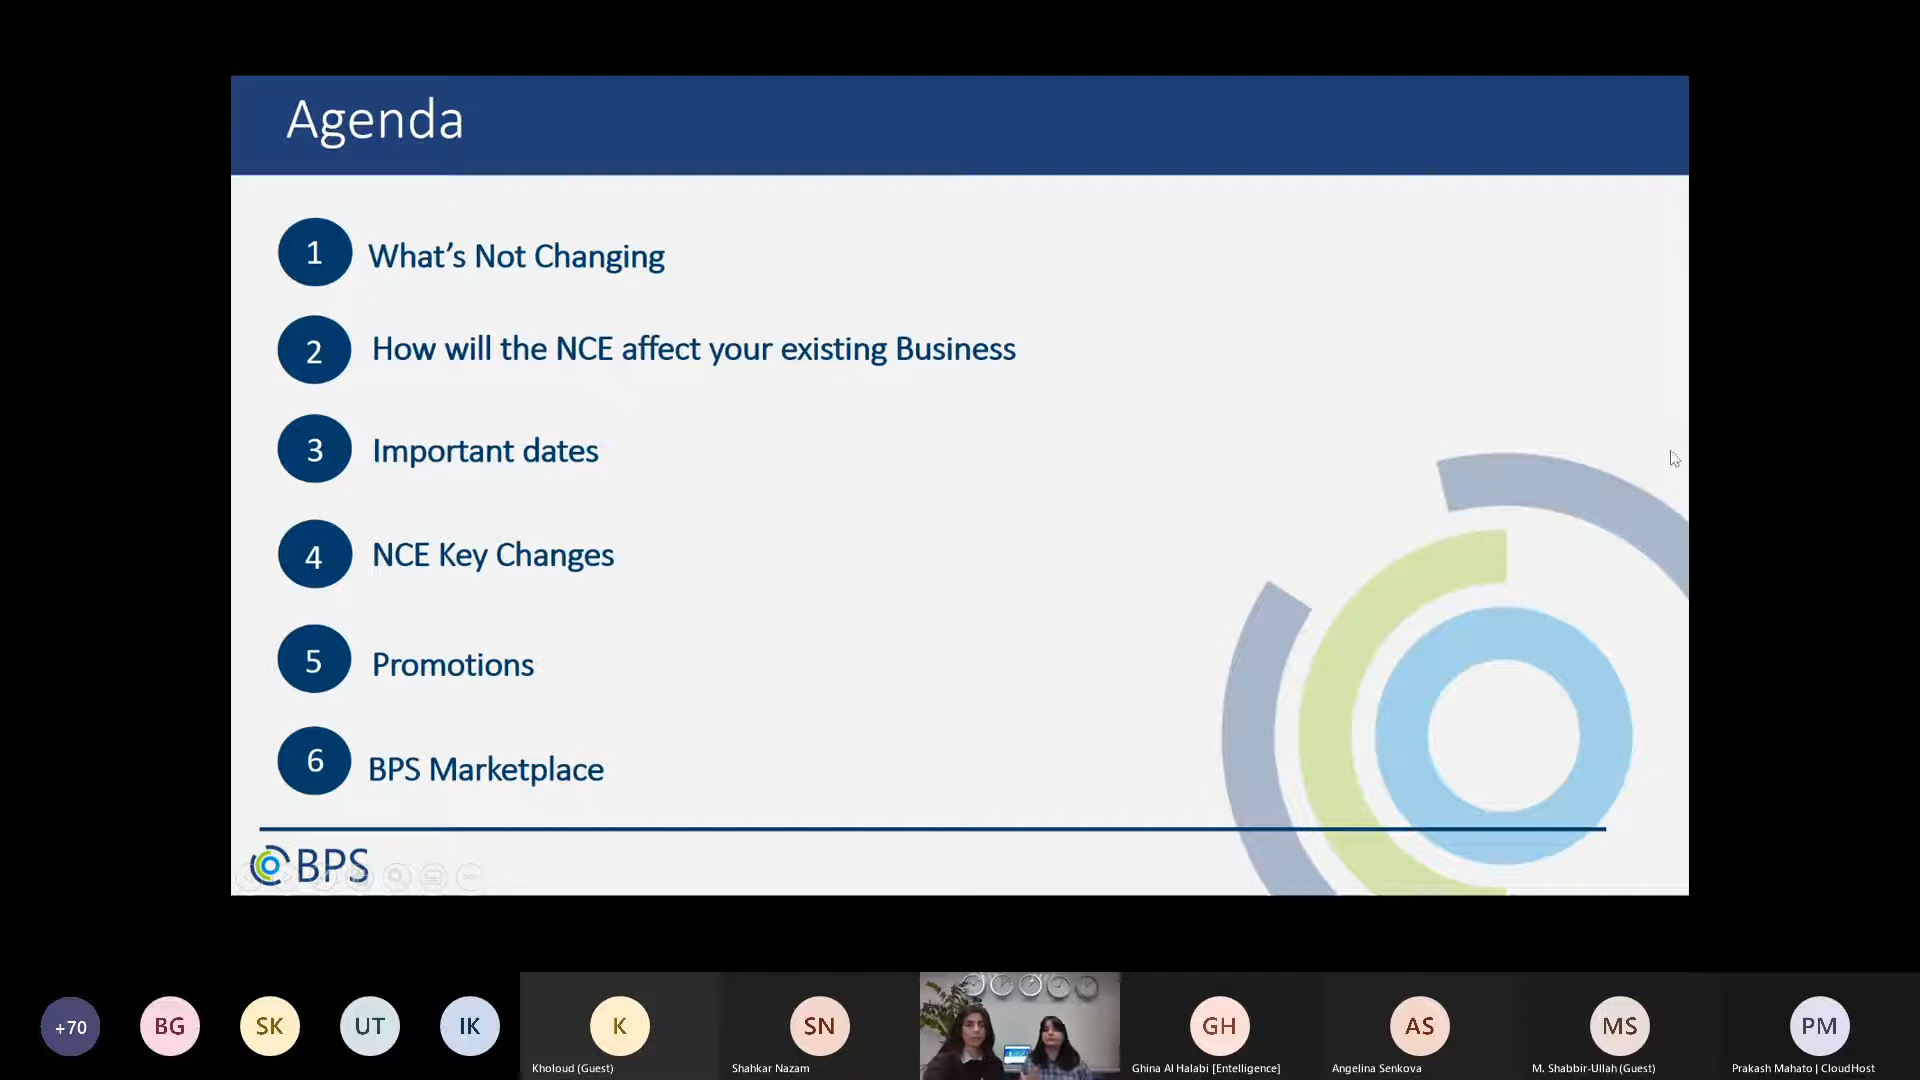 Agenda
1 What's Not Changing
2 How will the NCE affect your existing Business
3 Important dates
4 NCE Key Changes
5 Promotions
6 BPS Marketplace
BPS
+70 BG SK UT IK K SN GH AS MS PM
Kholoud (Guest) Shahkar Nazam Ghina Al Halabi [Entelligence] Angelina Senkova M. Shabbir-Ullah (Guest) Prakash Mahato | CloudHost